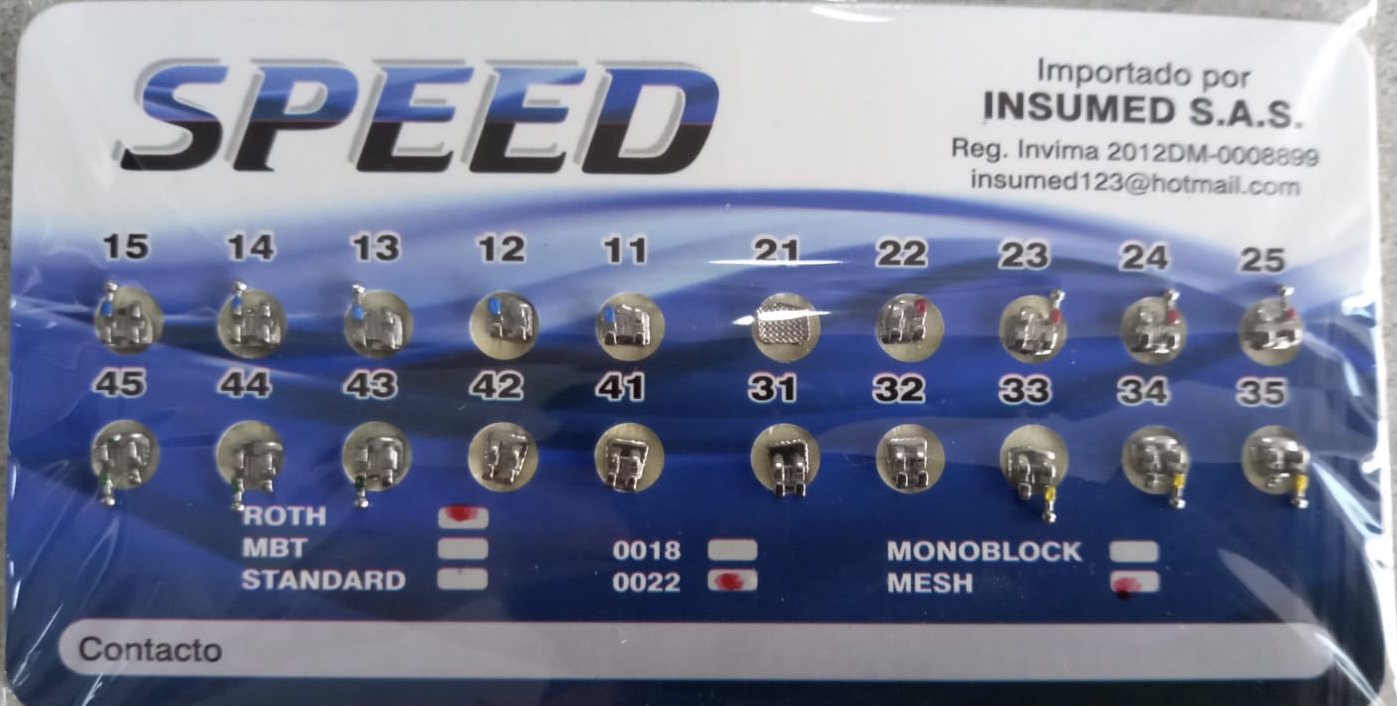 SPEED
Importado por
INSUMED S.A.S.
Reg. Invima 2012DM-0008899
insumed123@hotmail.com
15 14 13 12 11 21 22 23 24 25
45 44 43 42 41 31 32 33 34 35
ROTH
MBT 0018 MONOBLOCK
STANDARD 0022 MESH
Contacto